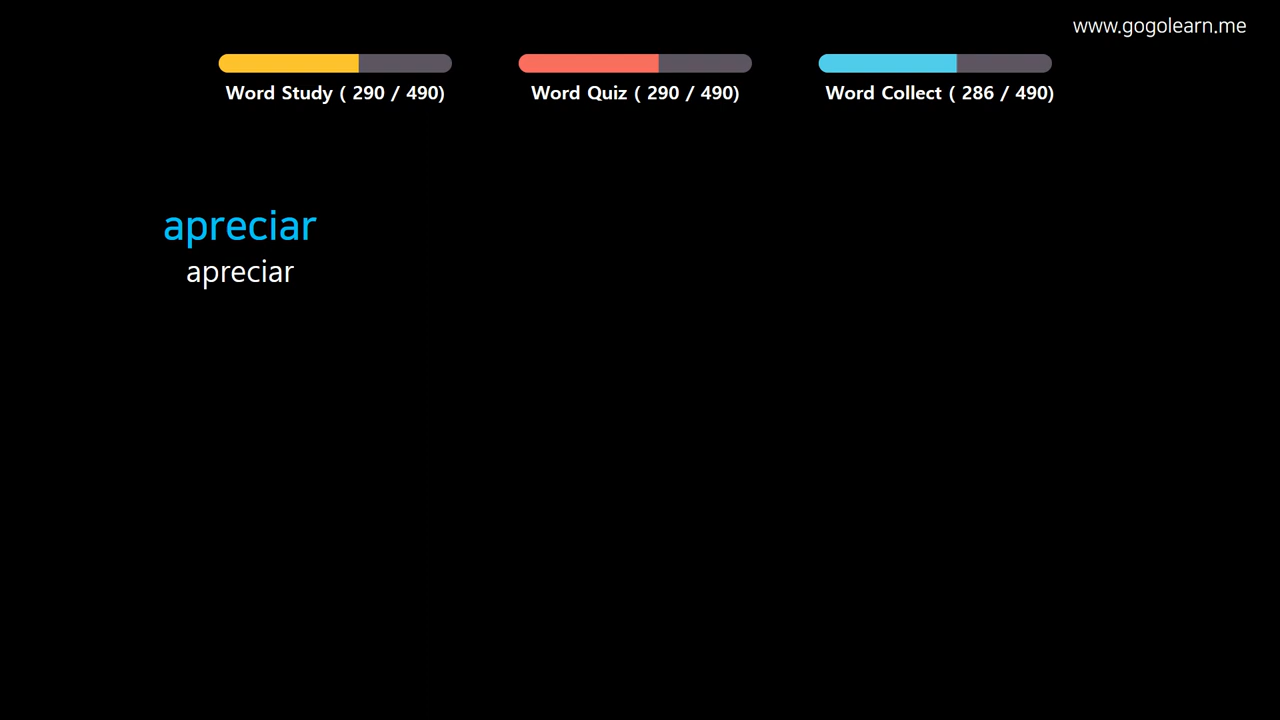 www.gogolearn.me
Word Study ( 290 / 490)
Word Quiz ( 290 / 490)
Word Collect ( 286 / 490)
apreciar
apreciar